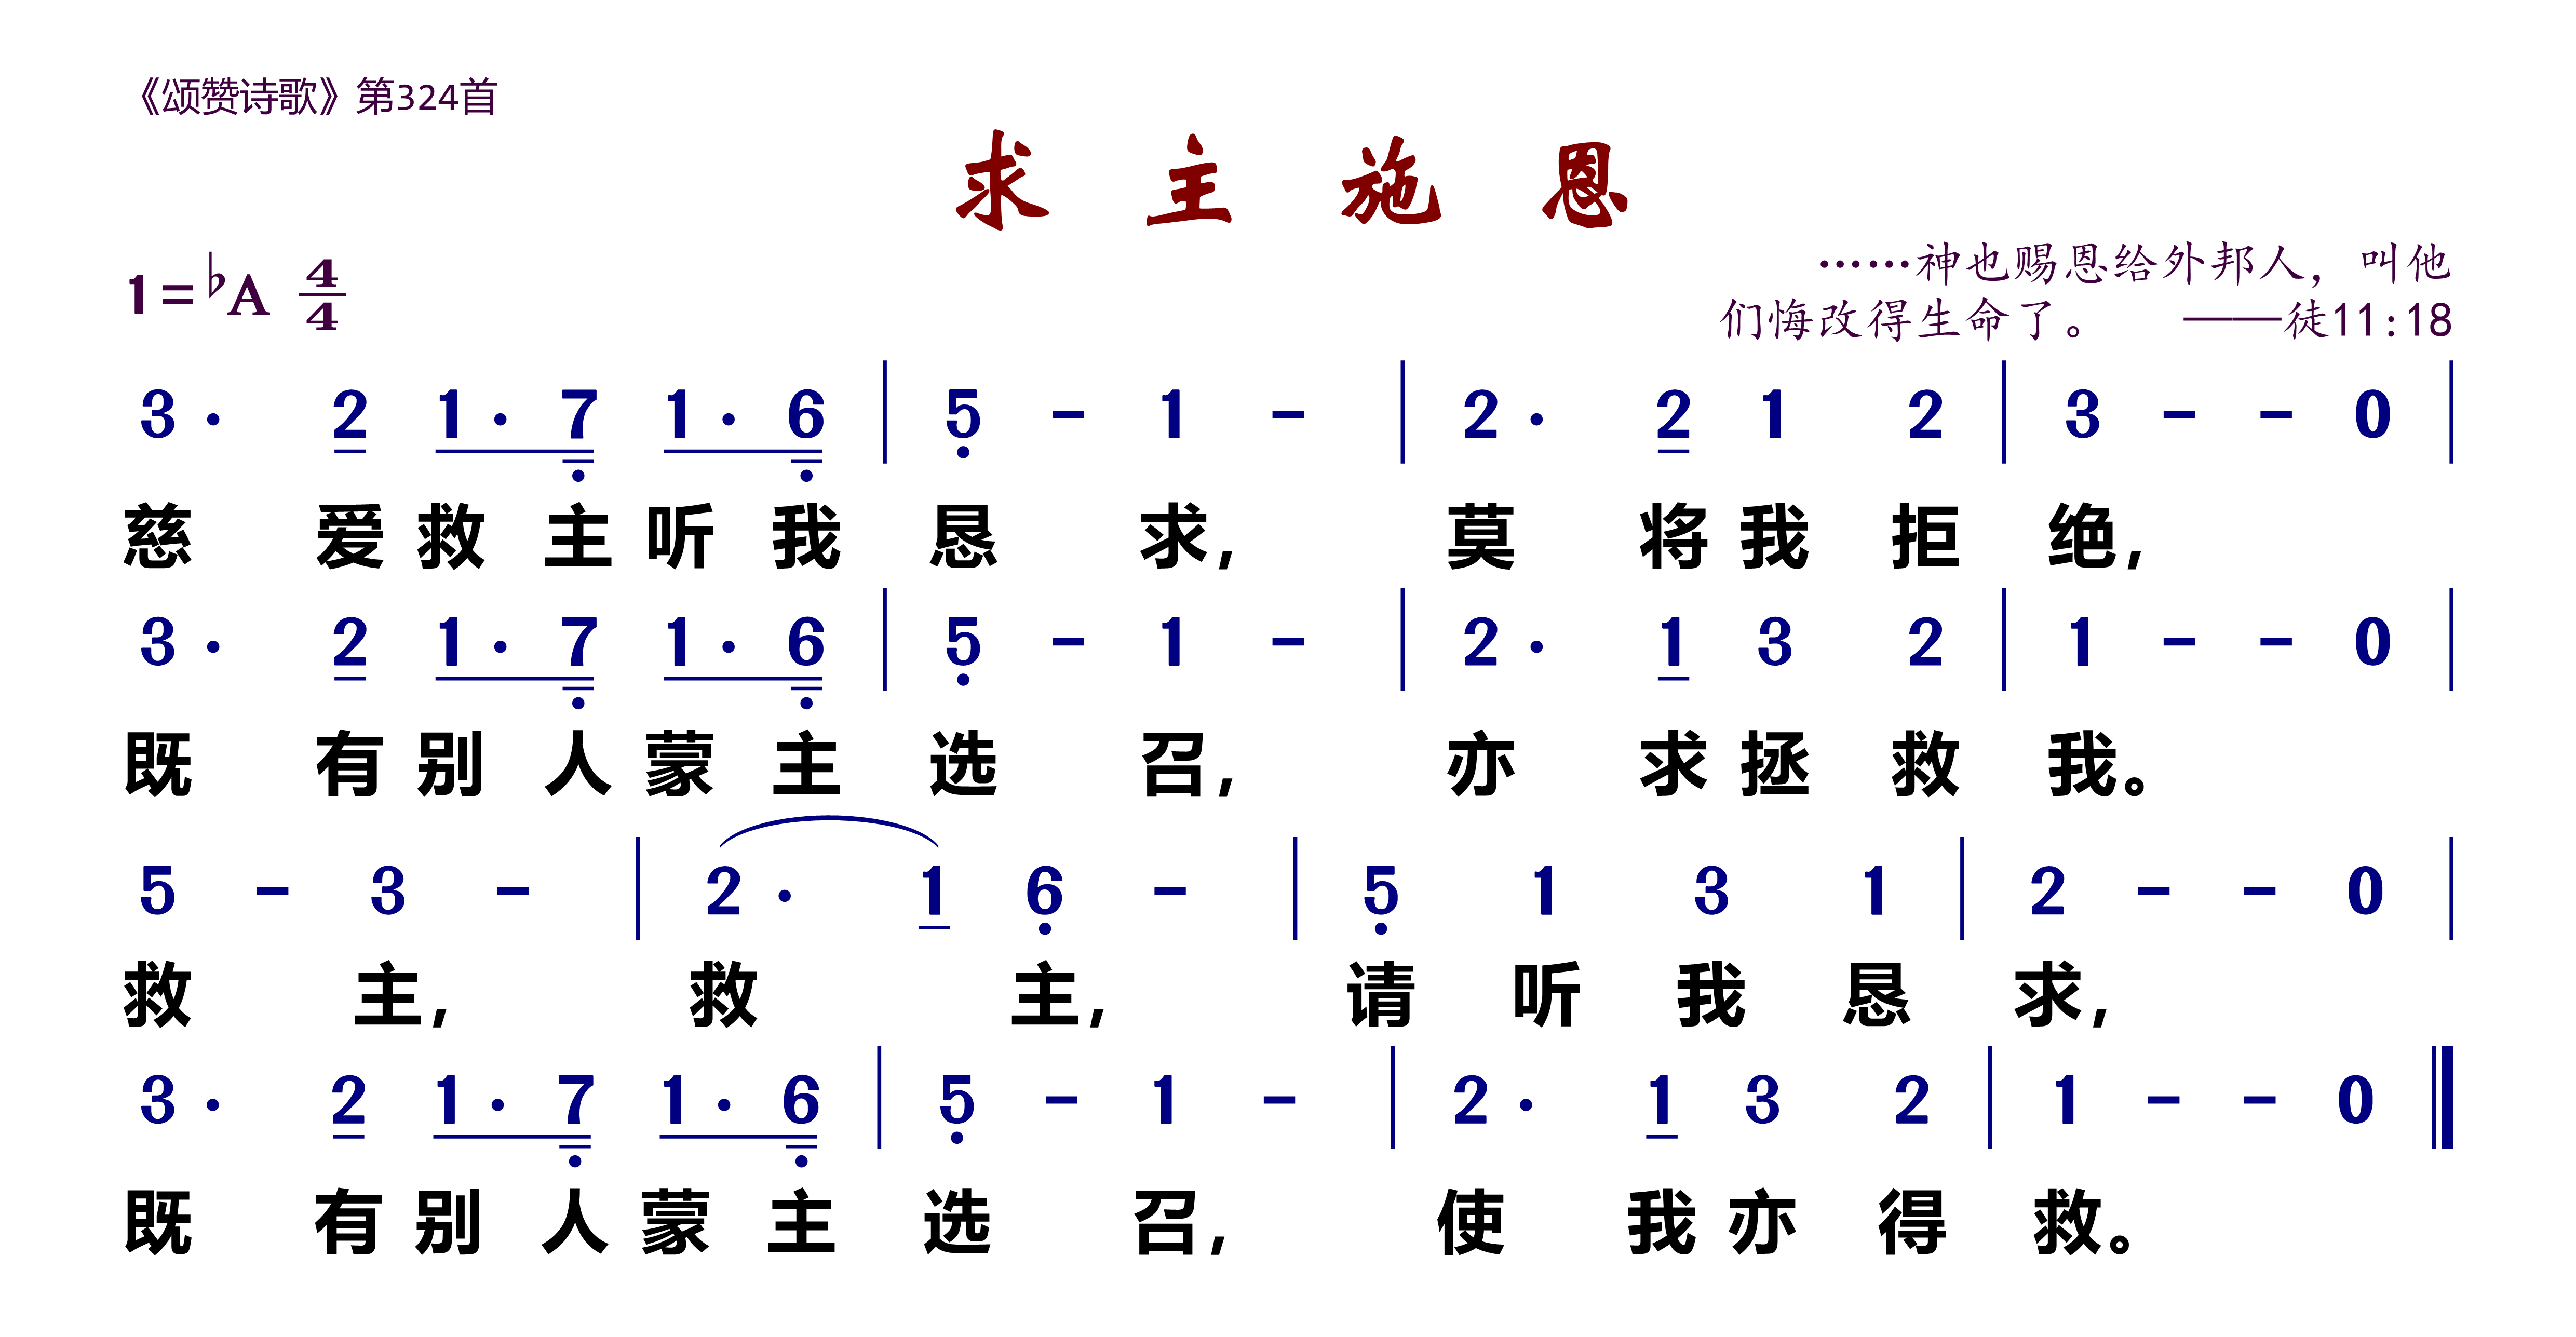 《颂赞诗歌》第324首
求主施恩
1=♭A 4/4
……神也赐恩给外邦人，叫他
们悔改得生命了。 ——徒11:18
3· 2 1· 7 1· 6 | 5 - 1 - | 2· 2 1 2 | 3 - - 0 |
慈爱救主听我恳求，莫将我拒绝，
3· 2 1· 7 1· 6 | 5 - 1 - | 2· 1 3 2 | 1 - - 0 |
既有别人蒙主选召，亦求拯救我。
5 - 3 - | 2· 1 6 - | 5 1 3 1 | 2 - - 0 |
救主，救主，请听我恳求，
3· 2 1· 7 1· 6 | 5 - 1 - | 2· 1 3 2 | 1 - - 0 ‖
既有别人蒙主选召，使我亦得救。